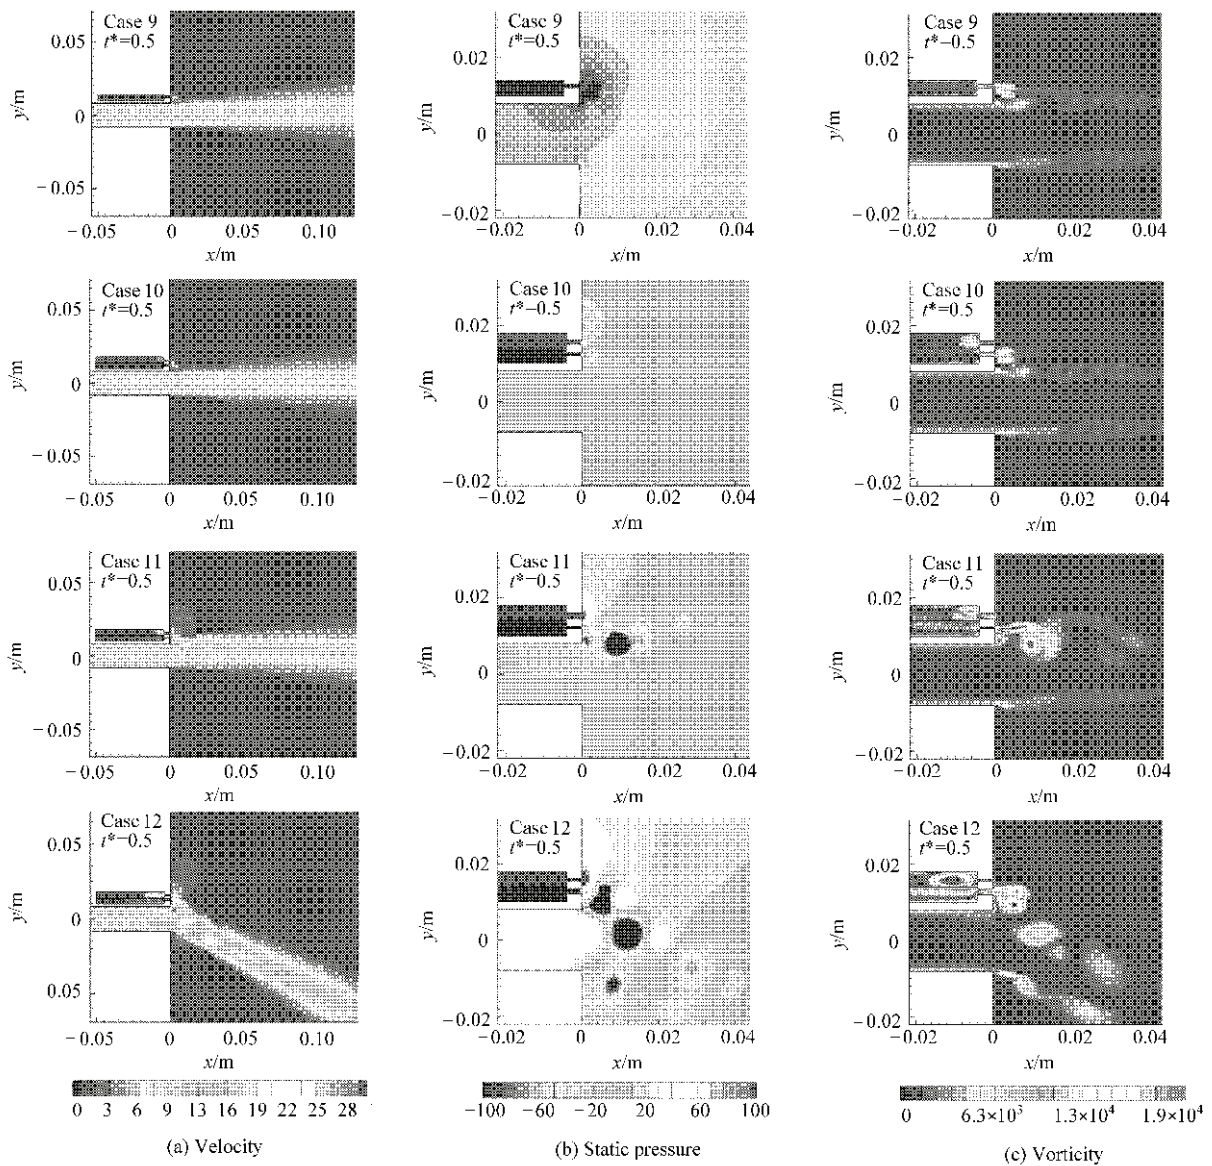 Case 9
t*=0.5
0.05
0
−0.05
y/m
−0.05 0 0.05 0.10
x/m
Case 9
t*=0.5
0.02
0
−0.02
y/m
−0.02 0 0.02 0.04
x/m
Case 9
t*−0.5
0.02
0
−0.02
y/m
−0.02 0 0.02 0.04
x/m
Case 10
t*=0.5
0.05
0
−0.05
y/m
−0.05 0 0.05 0.10
x/m
Case 10
t*−0.5
0.02
0
−0.02
y/m
−0.02 0 0.02 0.04
x/m
Case 10
t*=0.5
0.02
0
−0.02
y/m
−0.02 0 0.02 0.04
x/m
Case 11
t*=0.5
0.05
0
−0.05
y/m
−0.05 0 0.05 0.10
x/m
Case 11
t*=0.5
0.02
0
−0.02
y/m
−0.02 0 0.02 0.04
x/m
Case 11
t*=0.5
0.02
0
−0.02
y/m
−0.02 0 0.02 0.04
x/m
Case 12
t*=0.5
0.05
0
0.05
y/m
−0.05 0 0.05 0.10
x/m
Case 12
t*=0.5
0.02
0
−0.02
y/m
−0.02 0 0.02 0.04
x/m
Case 12
t*=0.5
0.02
0
−0.02
y/m
−0.02 0 0.02 0.04
x/m
0 3 6 9 13 16 19 22 25 28
−100 −60 −20 20 60 100
0 6.3×10³ 1.3×10⁴ 1.9×10⁴
(a) Velocity
(b) Static pressure
(c) Vorticity